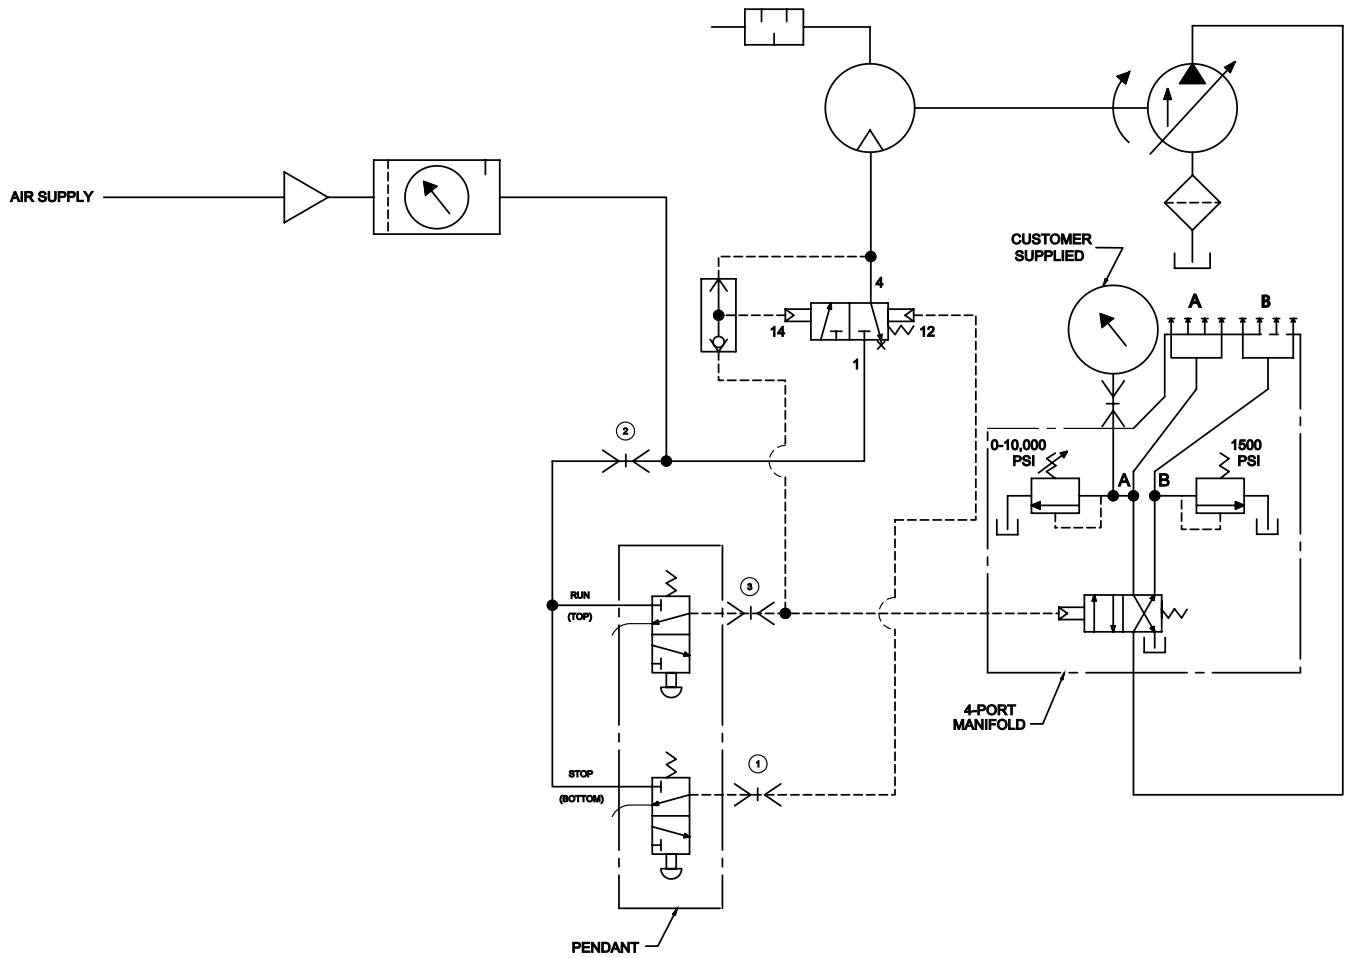 AIR SUPPLY
CUSTOMER
SUPPLIED
4
14
12
1
A
B
2
0-10,000
PSI
1500
PSI
A
B
RUN
(TOP)
3
4-PORT
MANIFOLD
STOP
(BOTTOM)
1
PENDANT